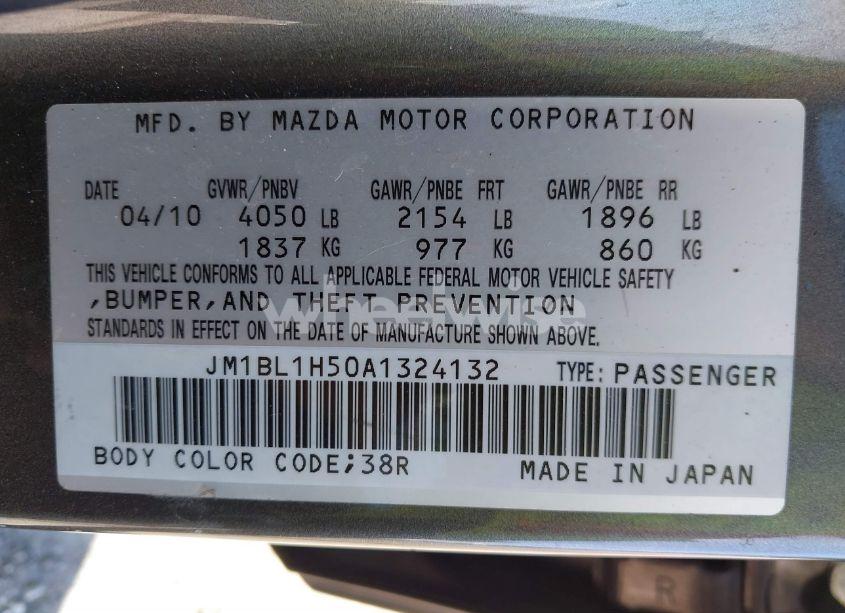 MFD. BY MAZDA MOTOR CORPORATION
DATE GVWR/PNBV GAWR/PNBE FRT GAWR/PNBE RR
04/10 4050 LB 2154 LB 1896 LB
1837 KG 977 KG 860 KG
THIS VEHICLE CONFORMS TO ALL APPLICABLE FEDERAL MOTOR VEHICLE SAFETY
,BUMPER,AND THEFT PREVENTION
wheelwise
STANDARDS IN EFFECT ON THE DATE OF MANUFACTURE SHOWN ABOVE.
JM1BL1H50A1324132 TYPE: PASSENGER
BODY COLOR CODE;38R MADE IN JAPAN
R